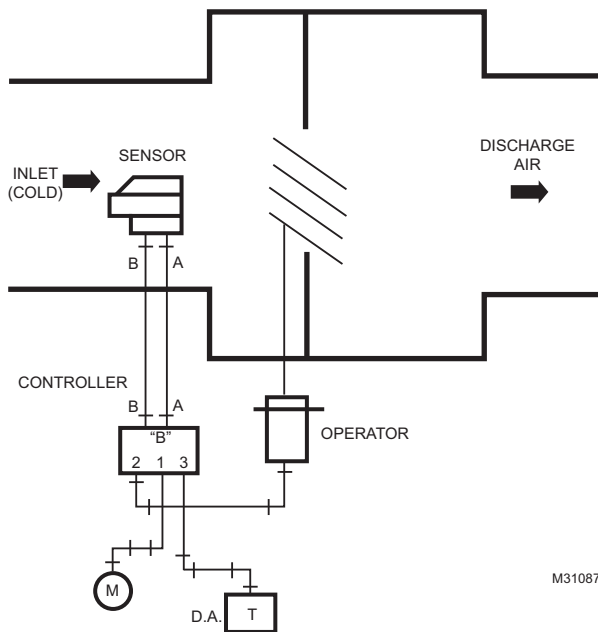 SENSOR
INLET
(COLD)
DISCHARGE
AIR
B A
CONTROLLER
B A
"B"
2 1 3
OPERATOR
M
D.A. T
M31087